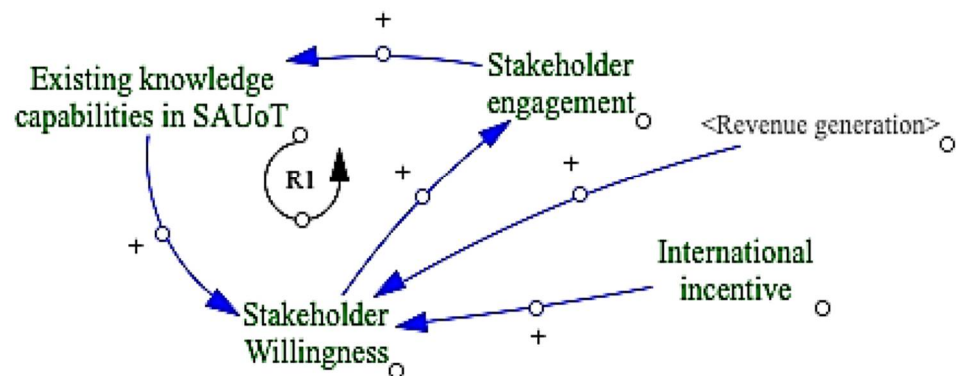 +
Existing knowledge
capabilities in SAUoT
Stakeholder
engagement
<Revenue generation>
+
+
R1
+
International
incentive
Stakeholder
Willingness
+